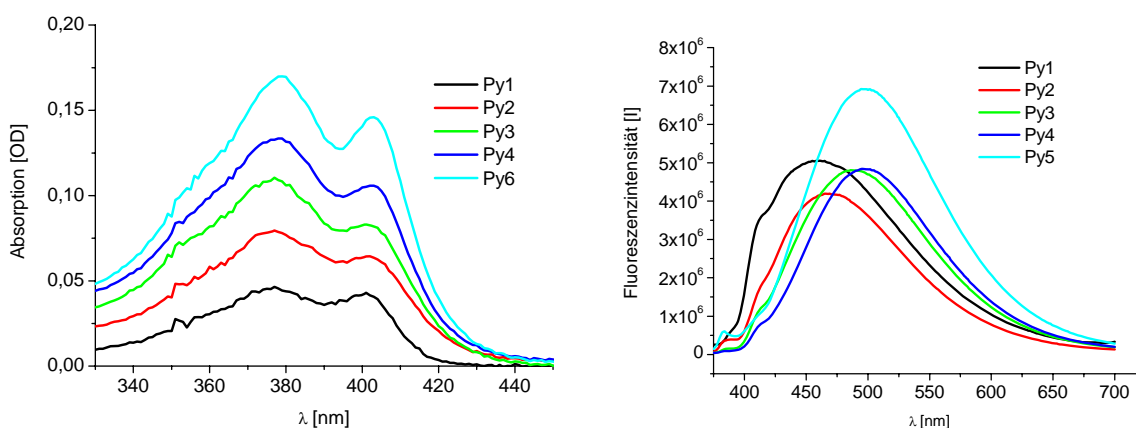 0,20
0,15
0,10
0,05
0,00
Absorption [OD]
340 360 380 400 420 440
λ [nm]
Py1
Py2
Py3
Py4
Py6
8x10⁶
7x10⁶
6x10⁶
5x10⁶
4x10⁶
3x10⁶
2x10⁶
1x10⁶
0
Fluoreszenzintensität [I]
400 450 500 550 600 650 700
λ [nm]
Py1
Py2
Py3
Py4
Py5